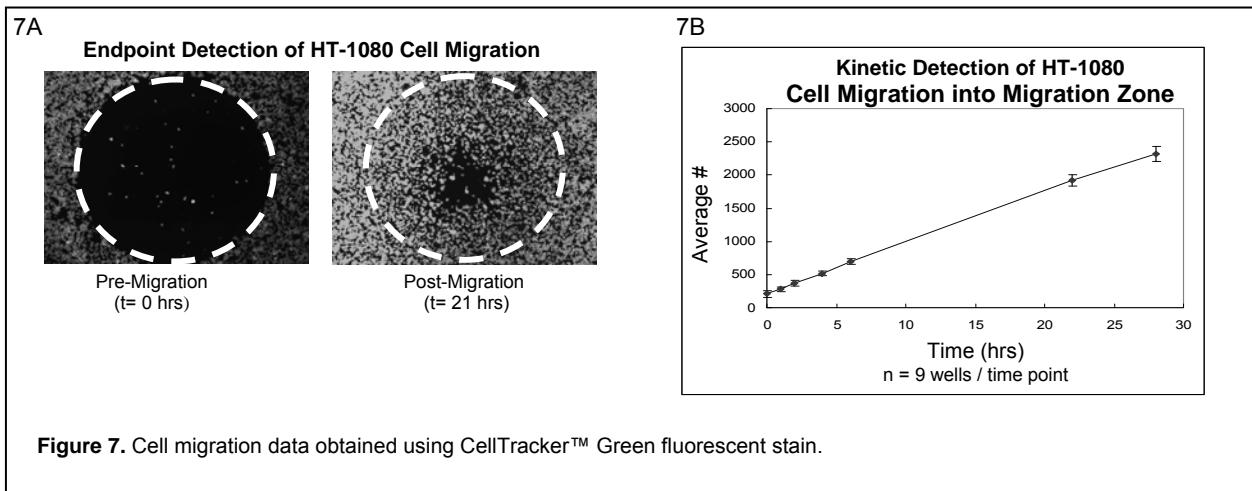 7A
Endpoint Detection of HT-1080 Cell Migration
Pre-Migration
(t= 0 hrs)
Post-Migration
(t= 21 hrs)
7B
Kinetic Detection of HT-1080
Cell Migration into Migration Zone
3000
2500
2000
1500
1000
500
0
Average #
0 5 10 15 20 25 30
Time (hrs)
n = 9 wells / time point
Figure 7. Cell migration data obtained using CellTracker™ Green fluorescent stain.